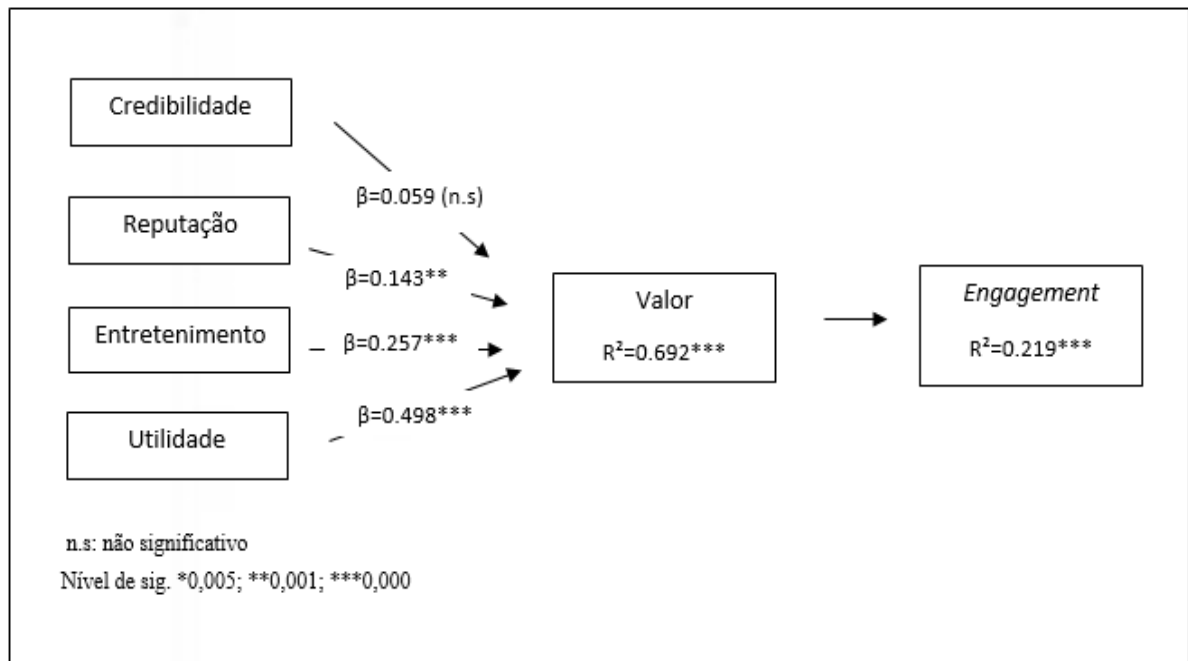 Credibilidade
β=0.059 (n.s)
Reputação
β=0.143**
Entretenimento
β=0.257***
Utilidade
β=0.498***
Valor
R²=0.692***
Engagement
R²=0.219***
n.s: não significativo
Nível de sig. *0,005; **0,001; ***0,000